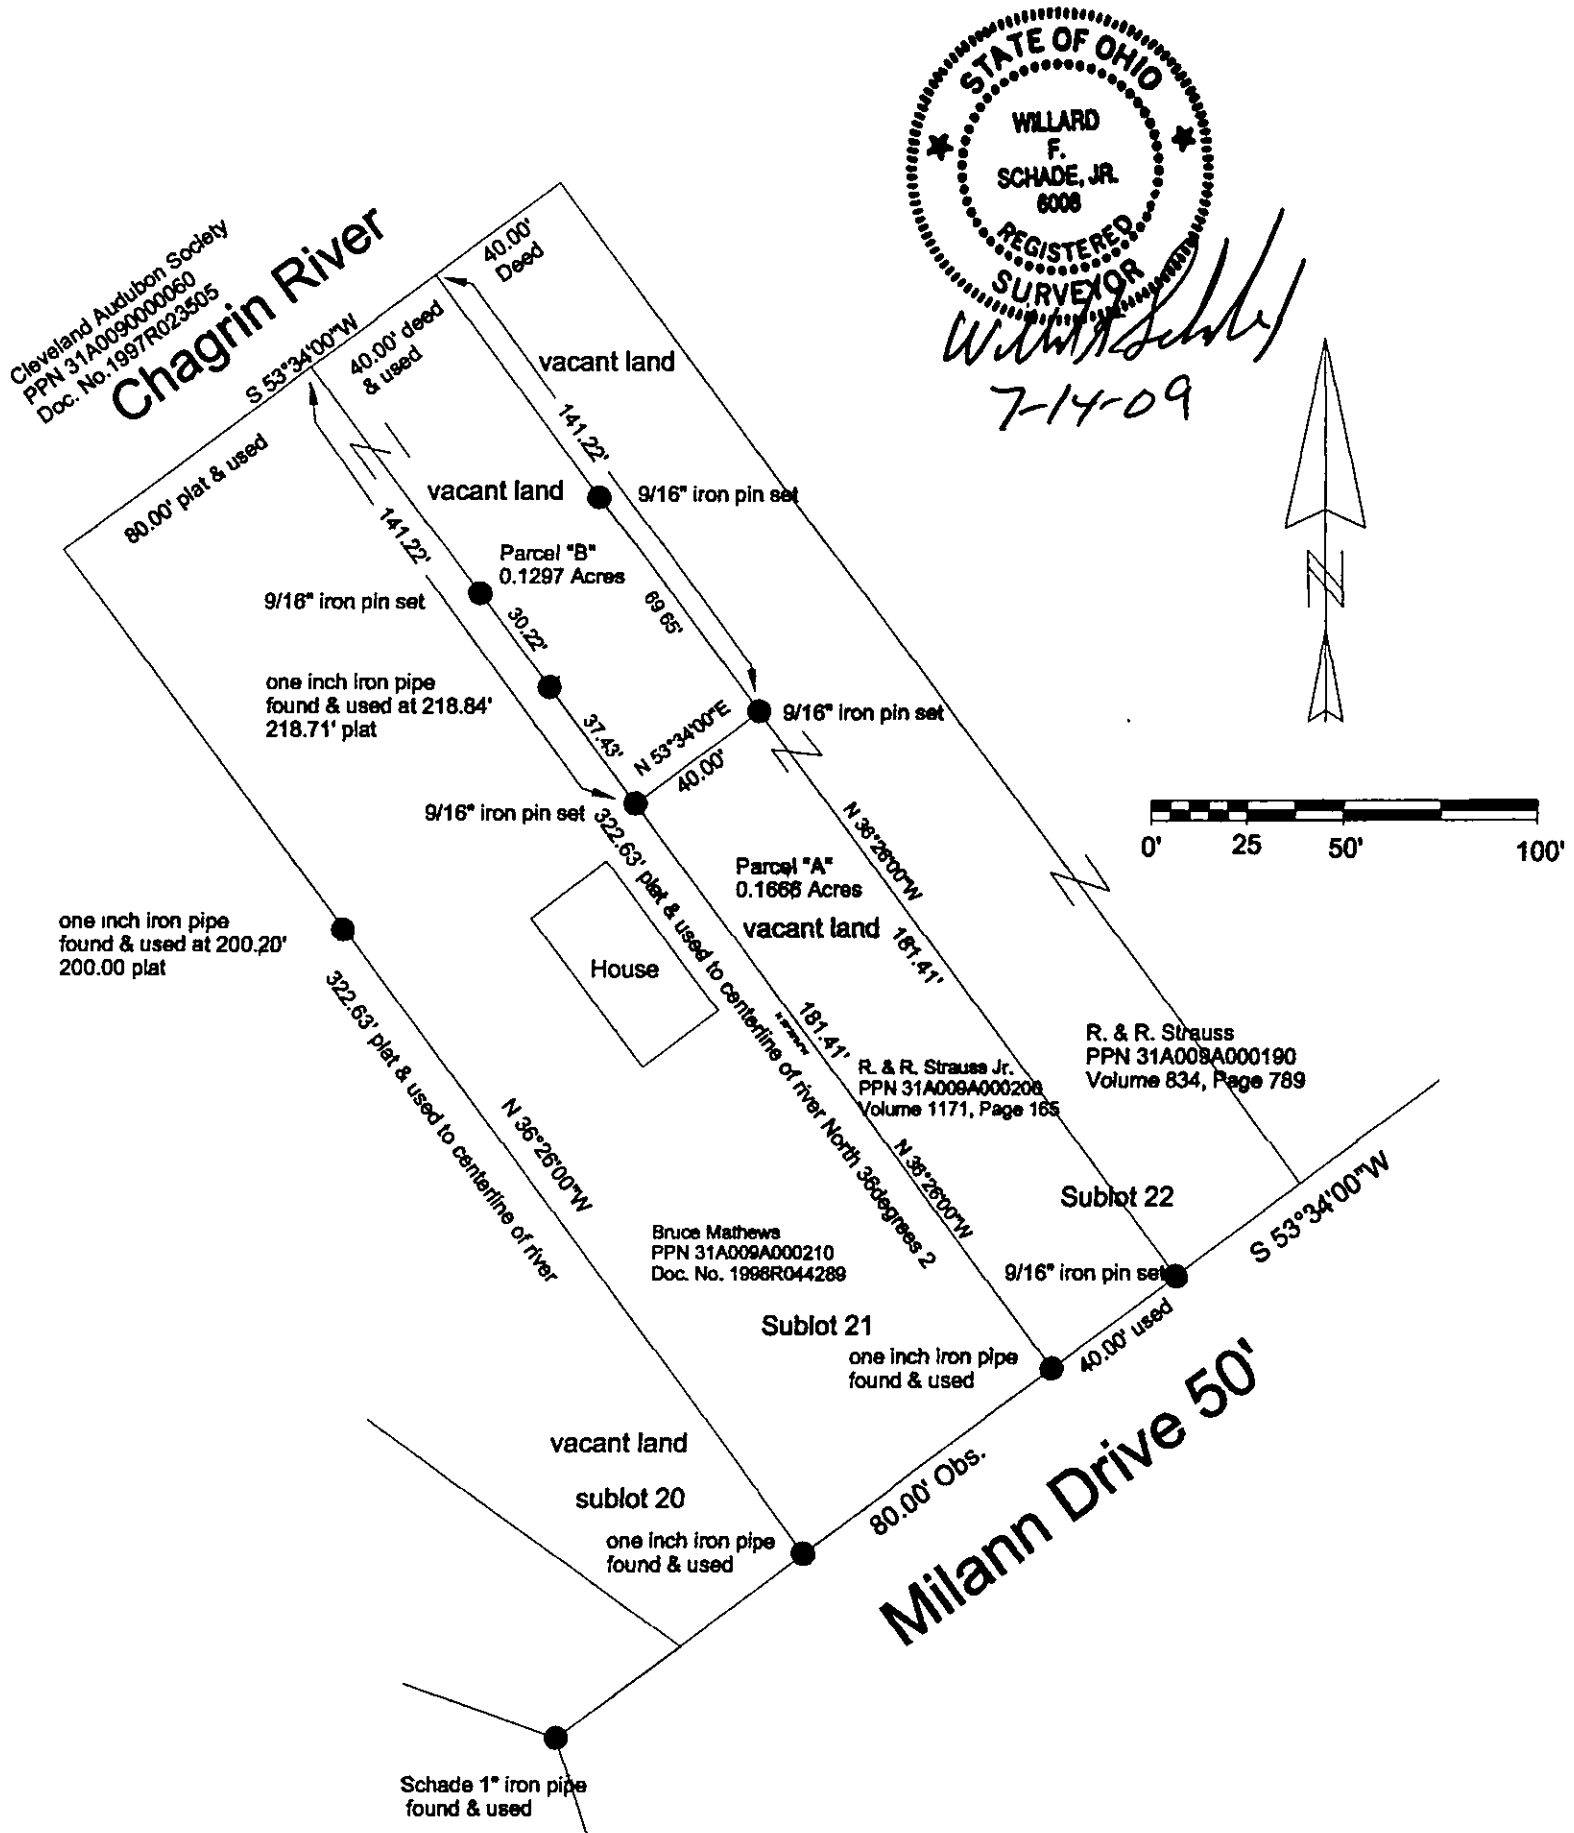 STATE OF OHIO
WILLARD
F.
SCHADE, JR.
6006
REGISTERED
SURVEYOR
7-14-09
Cleveland Audubon Society
PPN 31A0090000060
Doc. No.1997R023505
Chagrin River
S 53°34'00"W
40.00'
Deed
40.00' deed
& used
80.00' plat & used
vacant land
141.22'
vacant land
9/16" iron pin set
141.22'
Parcel "B"
0.1297 Acres
9/16" iron pin set
30.22'
69 65'
one inch iron pipe
found & used at 218.84'
218.71' plat
37.43'
N 53°34'00"E
40.00'
9/16" iron pin set
9/16" iron pin set
0'
25
50'
100'
322.63' plat & used to centerline of river North 36degrees 2
N 36°26'00"W
181.41'
Parcel "A"
0.1666 Acres
vacant land
one inch iron pipe
found & used at 200.20'
200.00 plat
House
322.63' plat & used to centerline of river
N 36°26'00"W
181.41'
R. & R. Strauss Jr.
PPN 31A009A000200
Volume 1171, Page 165
R. & R. Strauss
PPN 31A009A000190
Volume 834, Page 789
N 36°26'00"W
Sublot 22
S 53°34'00"W
Bruce Mathews
PPN 31A009A000210
Doc. No. 1998R044289
9/16" iron pin set
Sublot 21
one inch iron pipe
found & used
40.00' used
Milann Drive 50'
80.00' Obs.
vacant land
sublot 20
one inch iron pipe
found & used
Schade 1" iron pipe
found & used